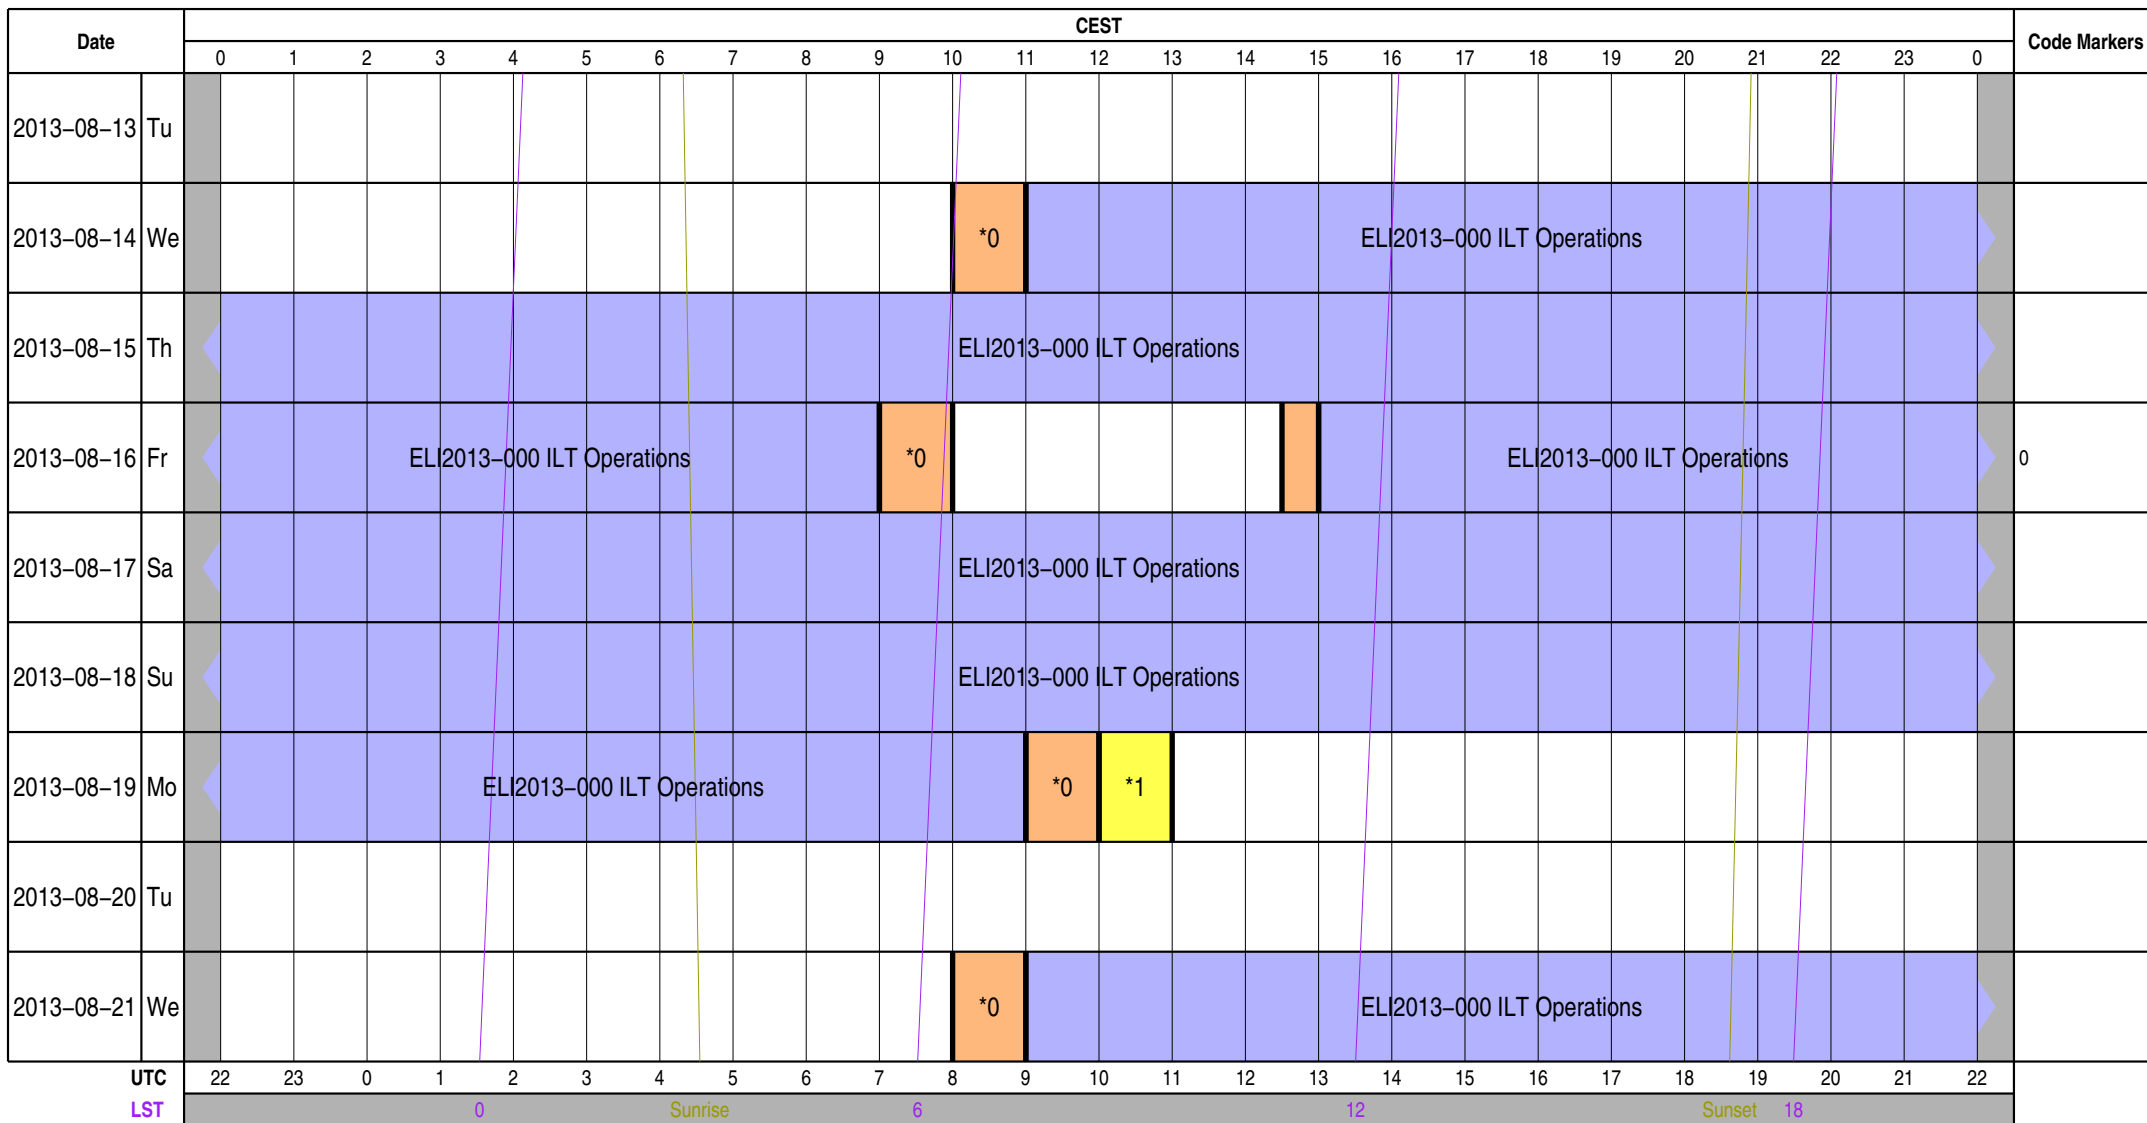 Date CEST Code Markers
0 1 2 3 4 5 6 7 8 9 10 11 12 13 14 15 16 17 18 19 20 21 22 23 0
2013-08-13 Tu
2013-08-14 We *0 ELI2013-000 ILT Operations
2013-08-15 Th ELI2013-000 ILT Operations
2013-08-16 Fr ELI2013-000 ILT Operations *0 ELI2013-000 ILT Operations 0
2013-08-17 Sa ELI2013-000 ILT Operations
2013-08-18 Su ELI2013-000 ILT Operations
2013-08-19 Mo ELI2013-000 ILT Operations *0 *1
2013-08-20 Tu
2013-08-21 We *0 ELI2013-000 ILT Operations
UTC 22 23 0 1 2 3 4 5 6 7 8 9 10 11 12 13 14 15 16 17 18 19 20 21 22
LST 0 Sunrise 6 12 Sunset 18